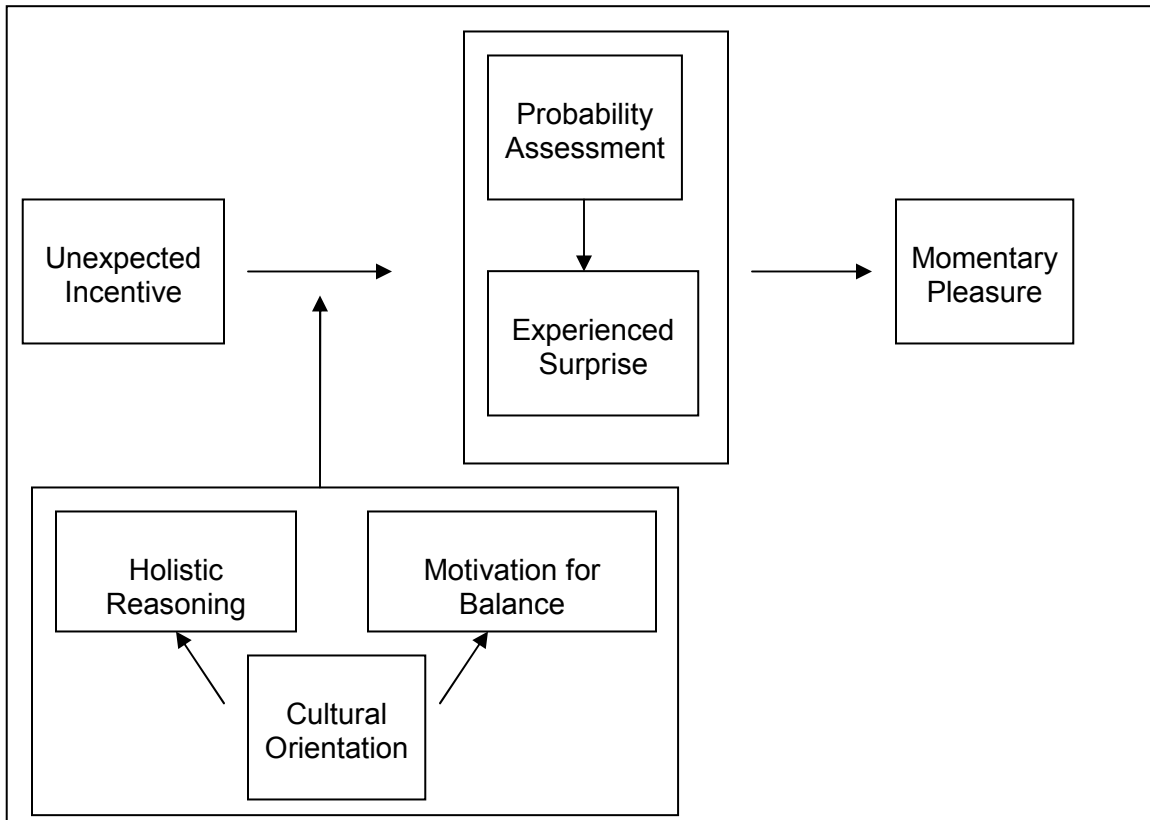 Probability
Assessment
Unexpected
Incentive
Momentary
Pleasure
Experienced
Surprise
Holistic
Reasoning
Motivation for
Balance
Cultural
Orientation